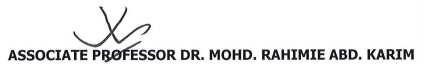 ASSOCIATE PROFESSOR DR. MOHD. RAHIMIE ABD. KARIM